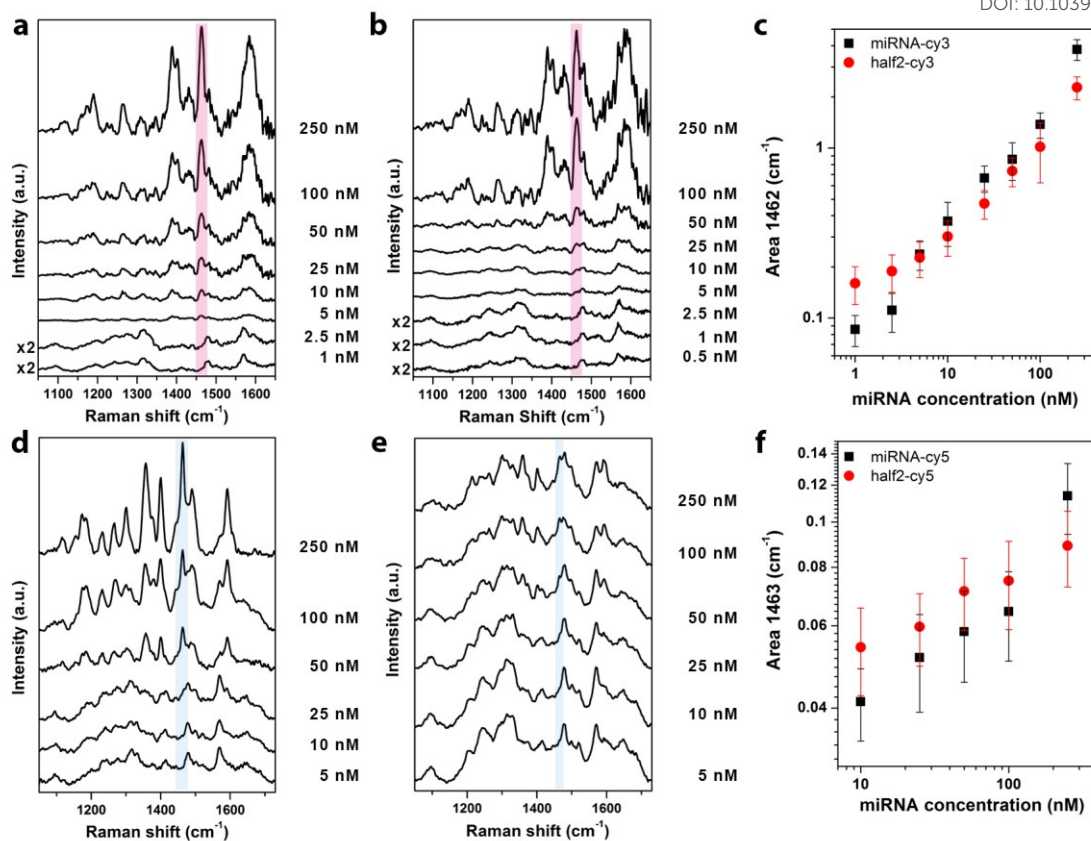 DOI: 10.1039
a
250 nM
100 nM
50 nM
25 nM
10 nM
5 nM
2.5 nM
x2
1 nM
x2
Intensity (a.u.)
1100 1200 1300 1400 1500 1600
Raman shift (cm⁻¹)
b
250 nM
100 nM
50 nM
25 nM
10 nM
5 nM
2.5 nM
x2
1 nM
x2
0.5 nM
x2
Intensity (a.u.)
1100 1200 1300 1400 1500 1600
Raman Shift (cm⁻¹)
c
miRNA-cy3
half2-cy3
1
0.1
Area 1462 (cm⁻¹)
1 10 100
miRNA concentration (nM)
d
250 nM
100 nM
50 nM
25 nM
10 nM
5 nM
Intensity (a.u.)
1200 1400 1600
Raman shift (cm⁻¹)
e
250 nM
100 nM
50 nM
25 nM
10 nM
5 nM
Intensity (a.u.)
1200 1400 1600
Raman shift (cm⁻¹)
f
miRNA-cy5
half2-cy5
0.14
0.12
0.1
0.08
0.06
0.04
Area 1463 (cm⁻¹)
10 100
miRNA concentration (nM)